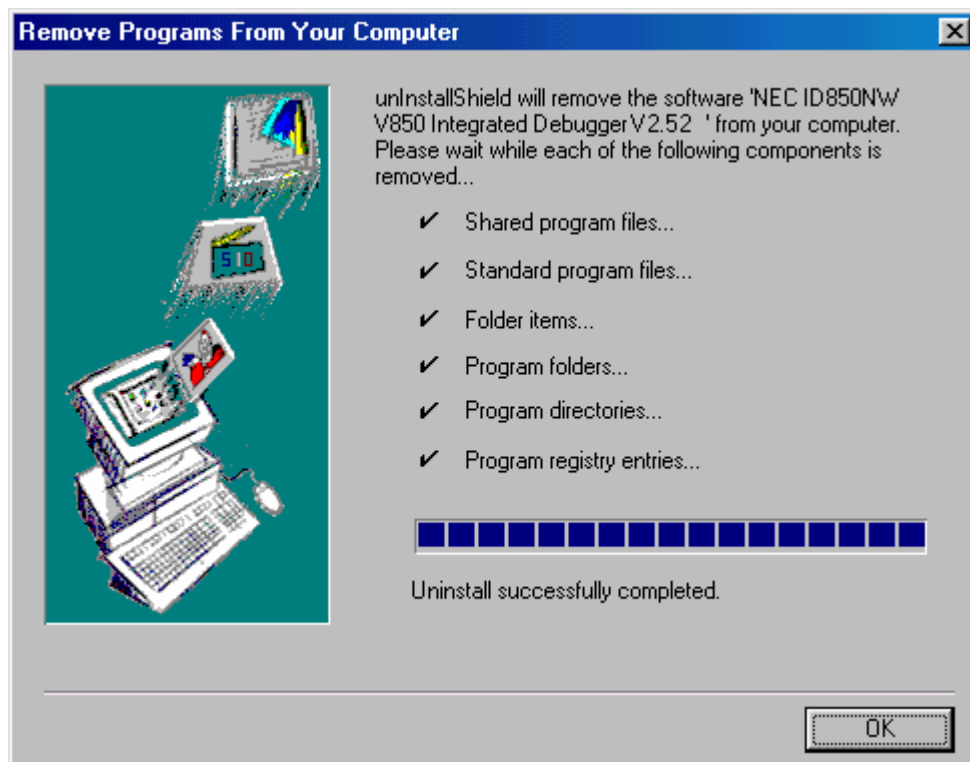 Remove Programs From Your Computer
unInstallShield will remove the software 'NEC ID850NW
V850 Integrated Debugger V2.52   ' from your computer.
Please wait while each of the following components is
removed...
Shared program files...
Standard program files...
Folder items...
Program folders...
Program directories...
Program registry entries...
Uninstall successfully completed.
OK